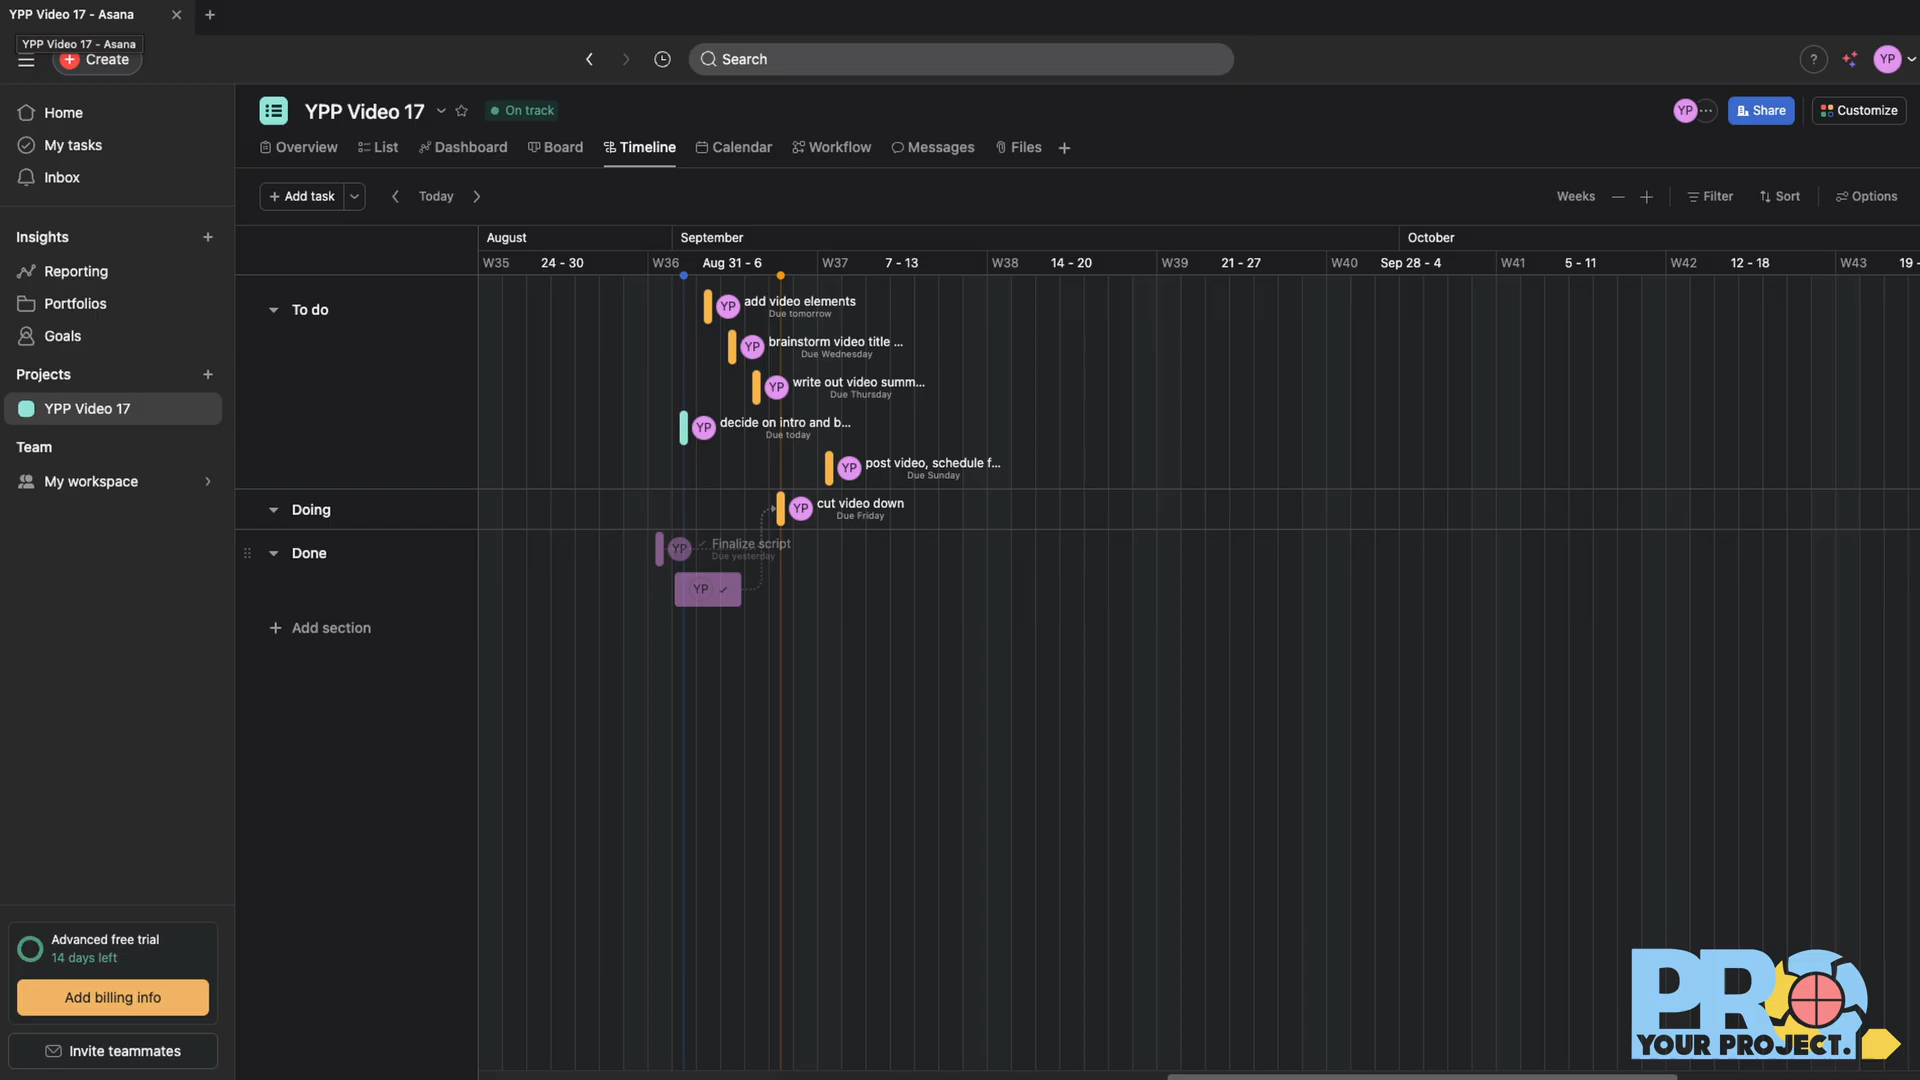 YPP Video 17 - Asana
YPP Video 17 - Asana
Create
Search
?
YP
Home
My tasks
Inbox
Insights
Reporting
Portfolios
Goals
Projects
YPP Video 17
Team
My workspace
Advanced free trial
14 days left
Add billing info
Invite teammates
YPP Video 17
On track
YP
Share
Customize
Overview
List
Dashboard
Board
Timeline
Calendar
Workflow
Messages
Files
Add task
Today
Weeks
Filter
Sort
Options
August
September
October
W35 24 - 30 W36 Aug 31 - 6 W37 7 - 13 W38 14 - 20 W39 21 - 27 W40 Sep 28 - 4 W41 5 - 11 W42 12 - 18 W43 19 -
To do
YP add video elements
Due tomorrow
YP brainstorm video title ...
Due Wednesday
YP write out video summ...
Due Thursday
YP decide on intro and b...
Due today
YP post video, schedule f...
Due Sunday
Doing
YP cut video down
Due Friday
Done
YP Finalize script
Due yesterday
YP
Add section
PRO
YOUR PROJECT.